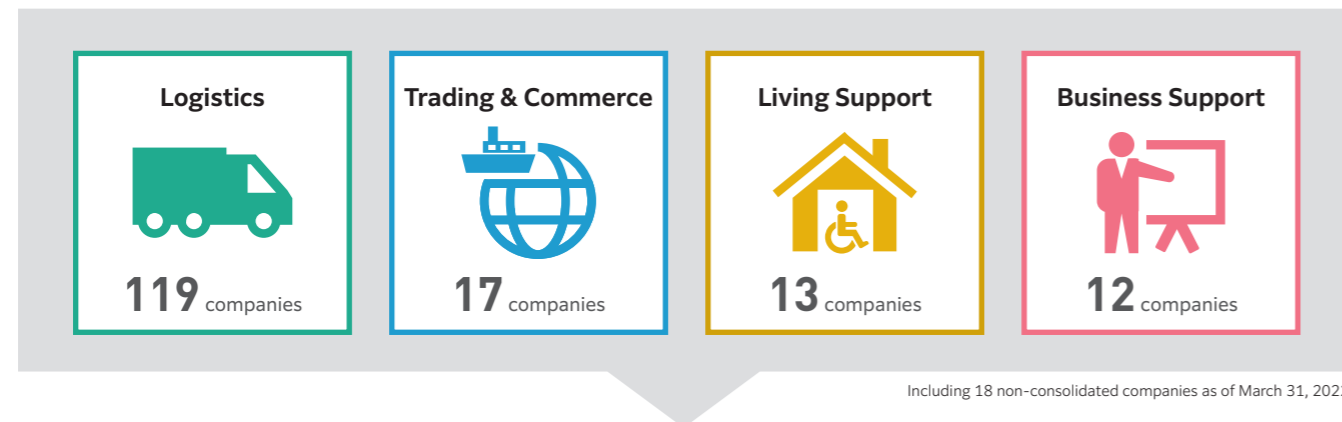 Logistics
Trading & Commerce
Living Support
Business Support
119 companies
17 companies
13 companies
12 companies
Including 18 non-consolidated companies as of March 31,